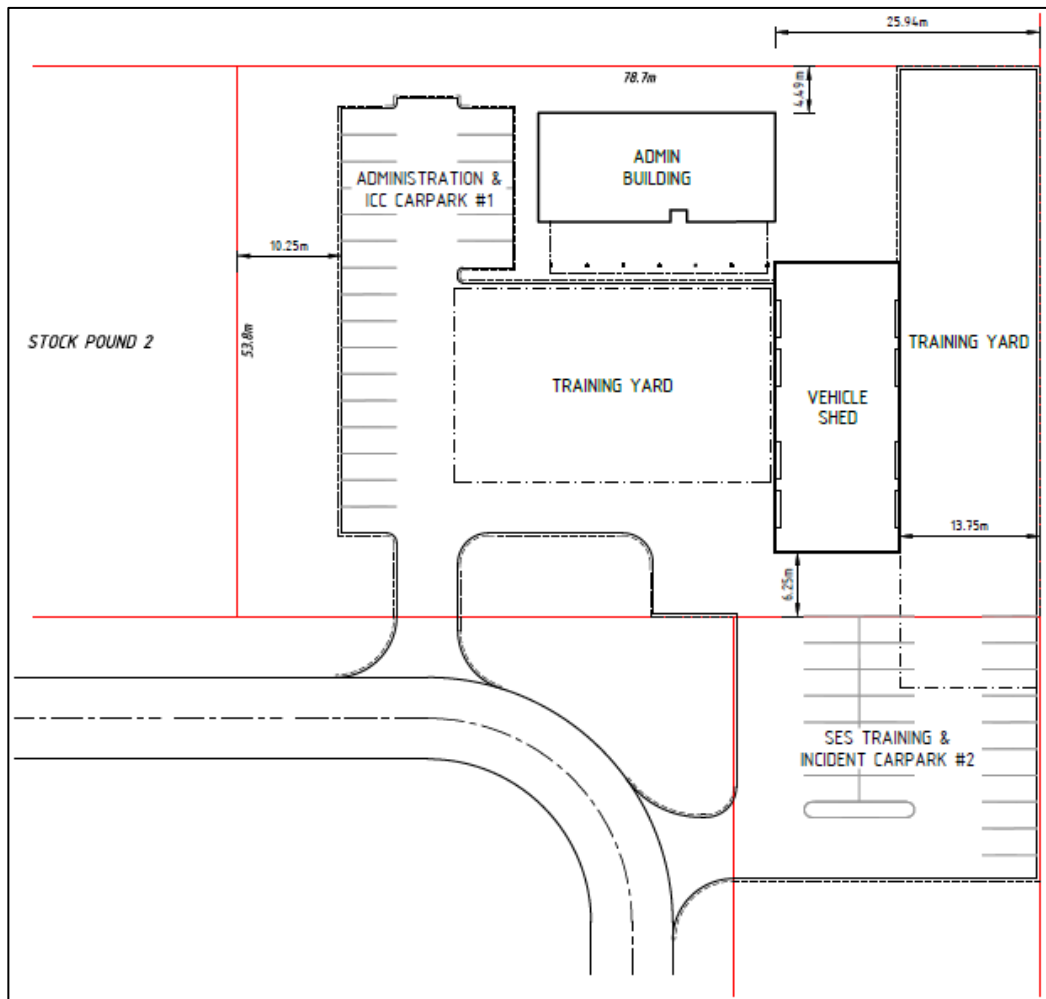 25.94m
78.7m
4.49m
ADMIN
BUILDING
ADMINISTRATION &
ICC CARPARK #1
10.25m
STOCK POUND 2
53.8m
TRAINING YARD
TRAINING YARD
VEHICLE
SHED
13.75m
6.25m
SES TRAINING &
INCIDENT CARPARK #2